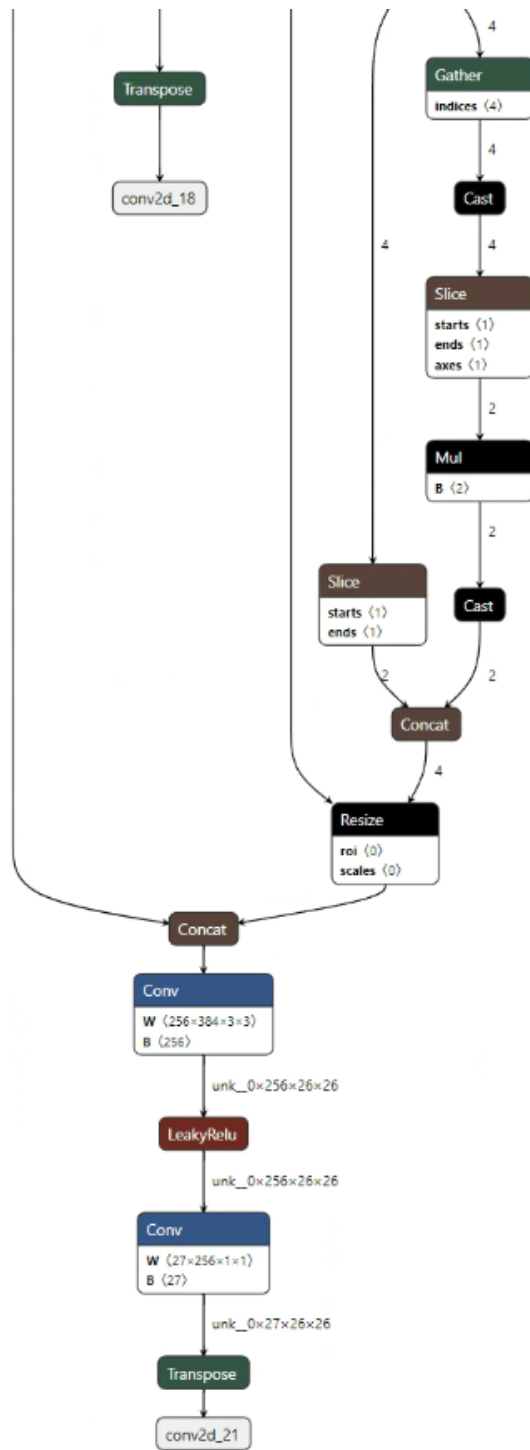 4
Gather
indices ⟨4⟩
Transpose
4
conv2d_18
Cast
4
4
Slice
starts ⟨1⟩
ends ⟨1⟩
axes ⟨1⟩
2
Mul
B ⟨2⟩
2
Slice
starts ⟨1⟩
ends ⟨1⟩
Cast
2
2
Concat
4
Resize
roi ⟨0⟩
scales ⟨0⟩
Concat
Conv
W ⟨256×384×3×3⟩
B ⟨256⟩
unk__0×256×26×26
LeakyRelu
unk__0×256×26×26
Conv
W ⟨27×256×1×1⟩
B ⟨27⟩
unk__0×27×26×26
Transpose
conv2d_21